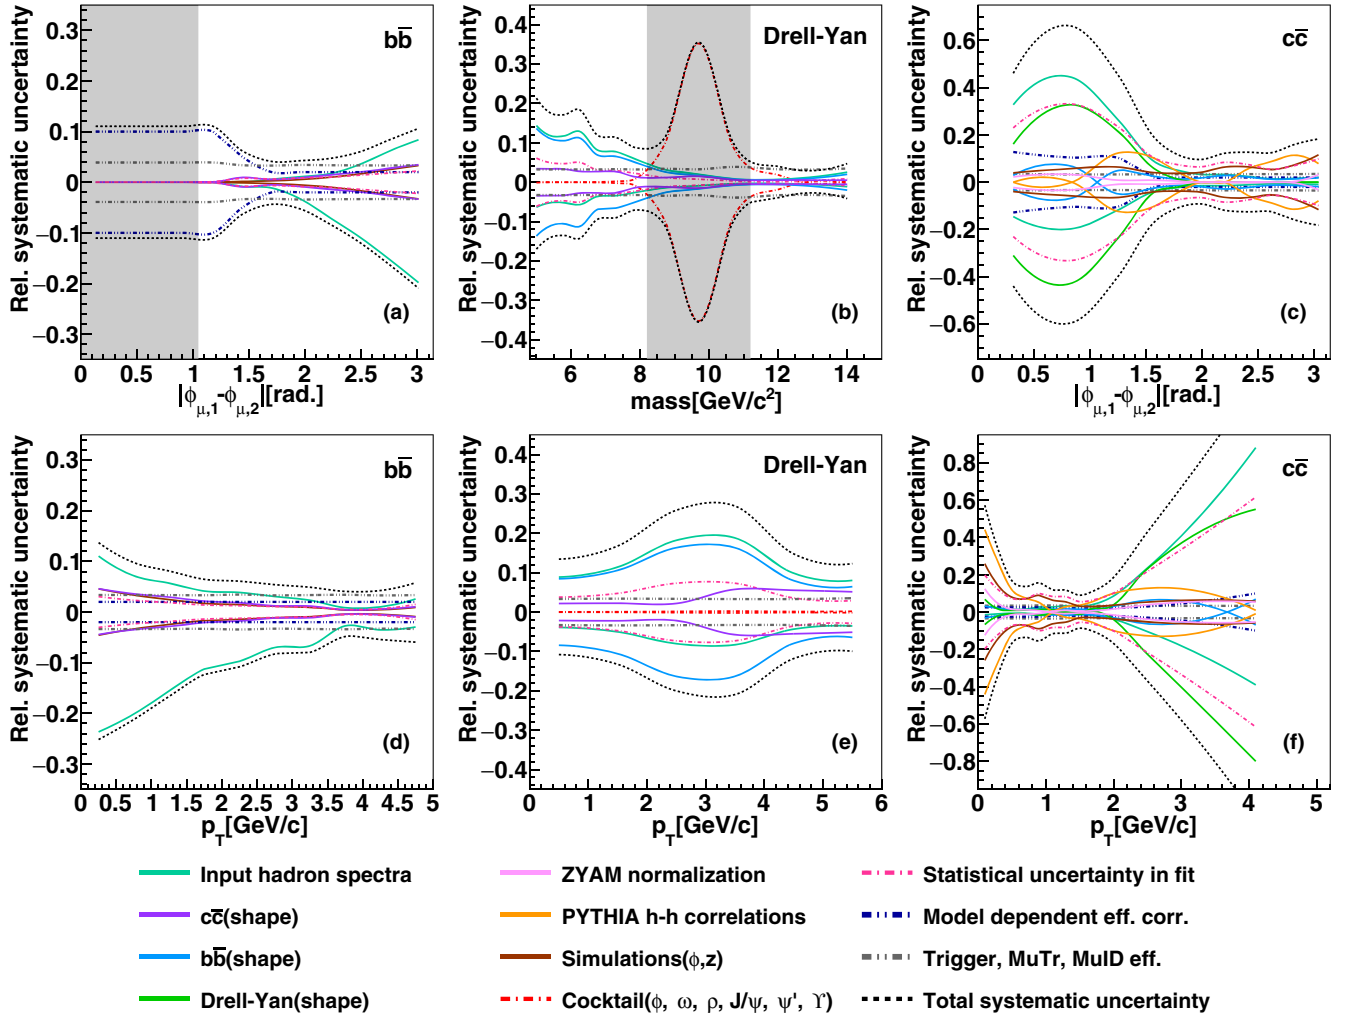 Rel. systematic uncertainty
0.3
0.2
0.1
0
−0.1
−0.2
−0.3
bb̅
(a)
0 0.5 1 1.5 2 2.5 3
|ϕμ,1-ϕμ,2|[rad.]
Rel. systematic uncertainty
0.4
0.3
0.2
0.1
0
−0.1
−0.2
−0.3
−0.4
Drell-Yan
(b)
6 8 10 12 14
mass[GeV/c²]
Rel. systematic uncertainty
0.6
0.4
0.2
0
−0.2
−0.4
−0.6
cc̅
(c)
0 0.5 1 1.5 2 2.5 3
|ϕμ,1-ϕμ,2|[rad.]
Rel. systematic uncertainty
0.3
0.2
0.1
0
−0.1
−0.2
−0.3
bb̅
(d)
0 0.5 1 1.5 2 2.5 3 3.5 4 4.5 5
pT[GeV/c]
Rel. systematic uncertainty
0.4
0.3
0.2
0.1
0
−0.1
−0.2
−0.3
−0.4
Drell-Yan
(e)
0 1 2 3 4 5 6
pT[GeV/c]
Rel. systematic uncertainty
0.8
0.6
0.4
0.2
0
−0.2
−0.4
−0.6
−0.8
cc̅
(f)
0 1 2 3 4 5
pT[GeV/c]
Input hadron spectra
cc̅(shape)
bb̅(shape)
Drell-Yan(shape)
ZYAM normalization
PYTHIA h-h correlations
Simulations(ϕ,z)
Cocktail(ϕ, ω, ρ, J/ψ, ψ', ϒ)
Statistical uncertainty in fit
Model dependent eff. corr.
Trigger, MuTr, MuID eff.
Total systematic uncertainty